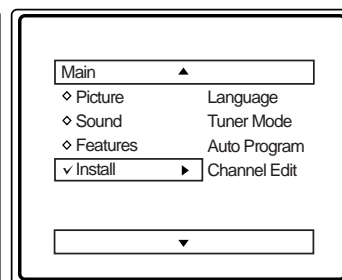 Main
Picture Language
Sound Tuner Mode
Features Auto Program
Install Channel Edit